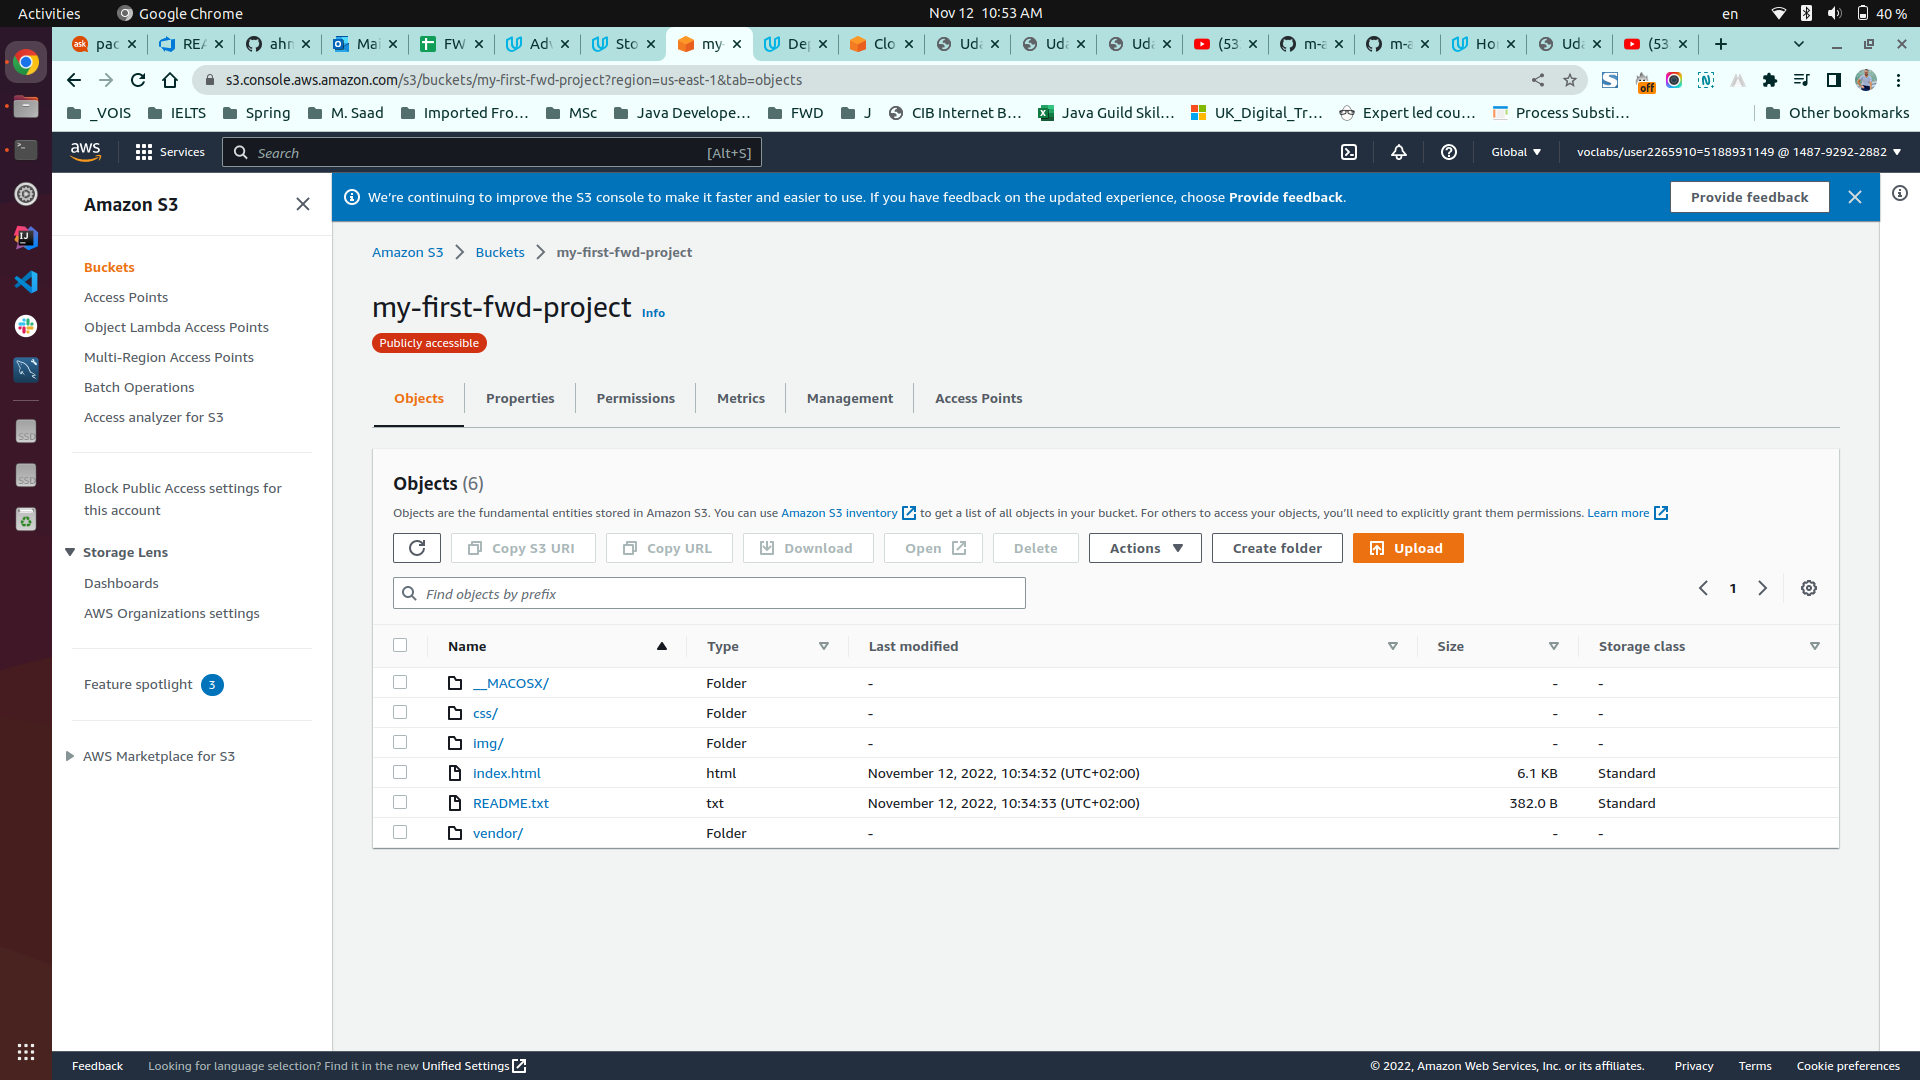 Activities
Google Chrome
Nov 12 10:53 AM
en
40 %
pac
REA
ahm
Mai
FW
Adv
Sto
my-
Dep
Clo
Uda
Uda
Uda
(53
m-a
m-a
Ho
Uda
(53
s3.console.aws.amazon.com/s3/buckets/my-first-fwd-project?region=us-east-1&tab=objects
off
_VOIS
IELTS
Spring
M. Saad
Imported Fro…
MSc
Java Develope…
FWD
J
CIB Internet B…
Java Guild Skil…
UK_Digital_Tr…
Expert led cou…
Process Substi…
Other bookmarks
aws
Services
Search
[Alt+S]
Global
voclabs/user2265910=5188931149 @ 1487-9292-2882
Amazon S3
Buckets
Access Points
Object Lambda Access Points
Multi-Region Access Points
Batch Operations
Access analyzer for S3
Block Public Access settings for
this account
Storage Lens
Dashboards
AWS Organizations settings
Feature spotlight 3
AWS Marketplace for S3
We're continuing to improve the S3 console to make it faster and easier to use. If you have feedback on the updated experience, choose Provide feedback.
Provide feedback
Amazon S3 Buckets my-first-fwd-project
my-first-fwd-project Info
Publicly accessible
Objects
Properties
Permissions
Metrics
Management
Access Points
Objects (6)
Objects are the fundamental entities stored in Amazon S3. You can use Amazon S3 inventory to get a list of all objects in your bucket. For others to access your objects, you'll need to explicitly grant them permissions. Learn more
Copy S3 URI
Copy URL
Download
Open
Delete
Actions
Create folder
Upload
Find objects by prefix
1
Name Type Last modified Size Storage class
__MACOSX/ Folder - - -
css/ Folder - - -
img/ Folder - - -
index.html html November 12, 2022, 10:34:32 (UTC+02:00) 6.1 KB Standard
README.txt txt November 12, 2022, 10:34:33 (UTC+02:00) 382.0 B Standard
vendor/ Folder - - -
Feedback
Looking for language selection? Find it in the new Unified Settings
© 2022, Amazon Web Services, Inc. or its affiliates.
Privacy
Terms
Cookie preferences